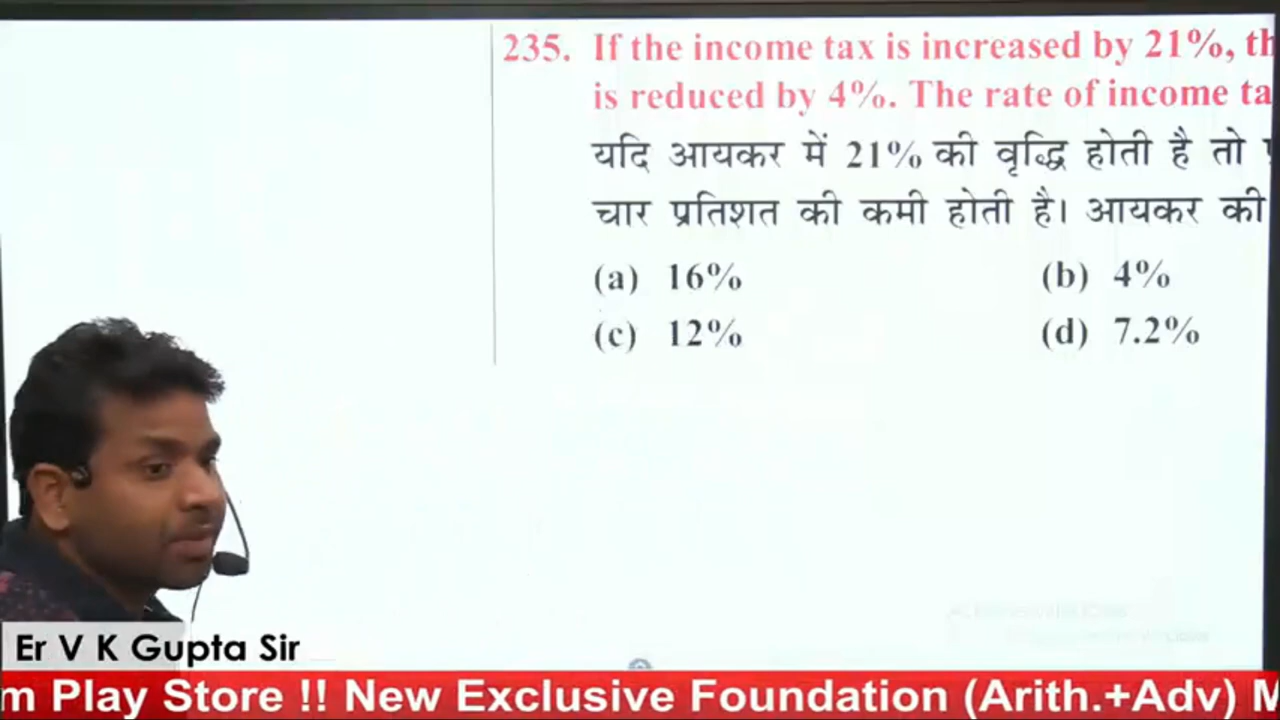 235. If the income tax is increased by 21%, th
is reduced by 4%. The rate of income ta
यदि आयकर में 21% की वृद्धि होती है तो
चार प्रतिशत की कमी होती है। आयकर की
(a) 16% (b) 4%
(c) 12% (d) 7.2%
Er V K Gupta Sir
m Play Store !! New Exclusive Foundation (Arith.+Adv) M